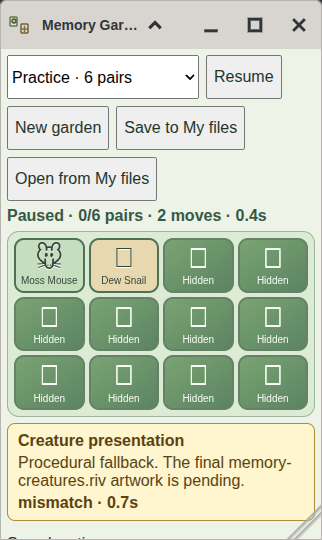 Memory Gar...
Practice · 6 pairs
Resume
New garden
Save to My files
Open from My files
Paused · 0/6 pairs · 2 moves · 0.4s
Moss Mouse
Dew Snail
Hidden
Hidden
Hidden
Hidden
Hidden
Hidden
Hidden
Hidden
Hidden
Hidden
Creature presentation
Procedural fallback. The final memory-
creatures.riv artwork is pending.
mismatch · 0.7s